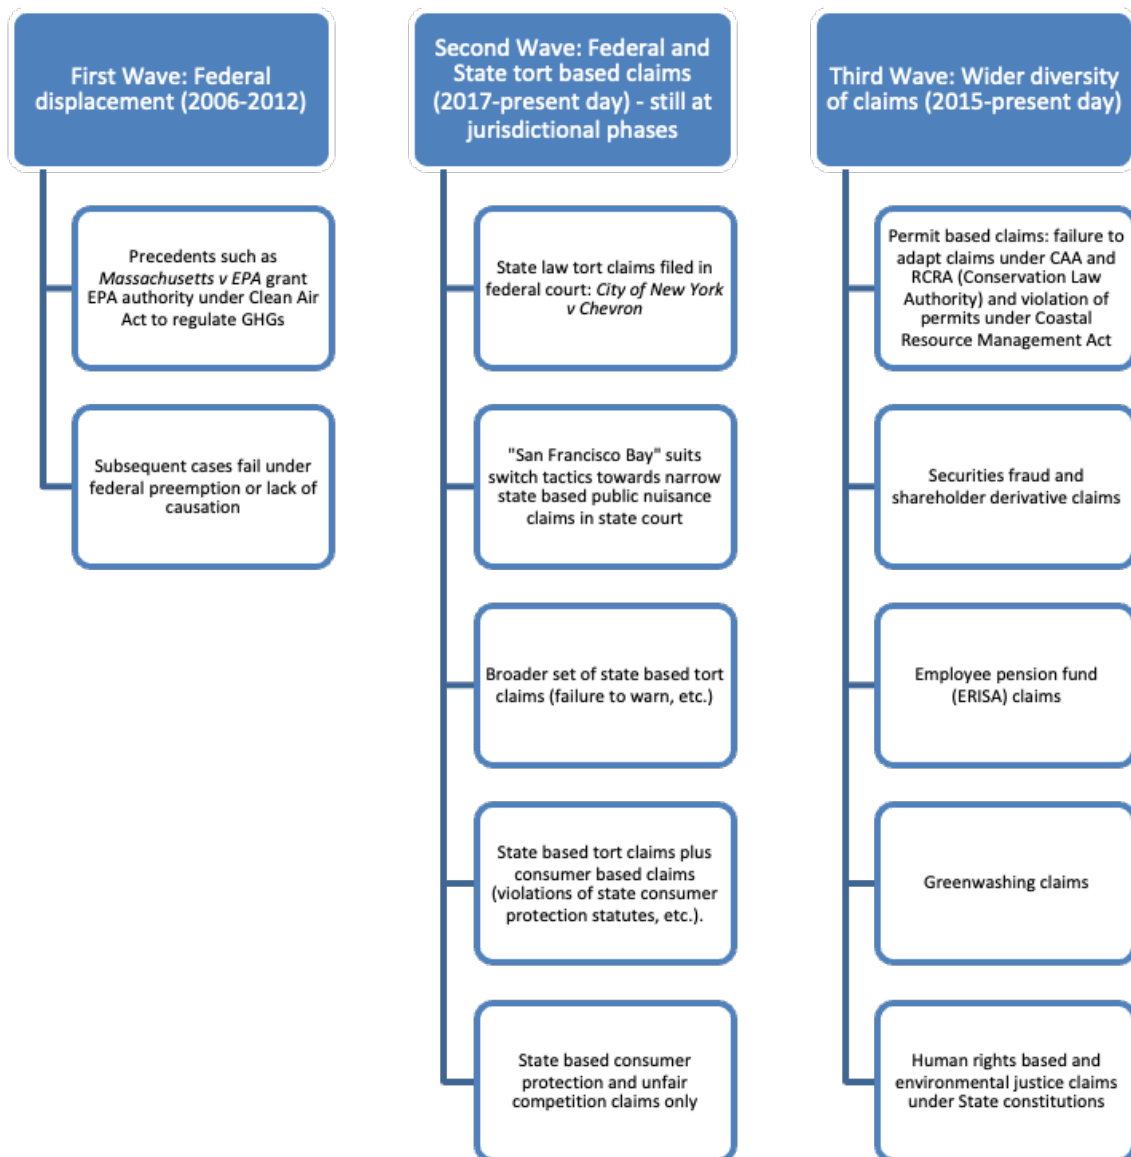 First Wave: Federal
displacement (2006-2012)
Precedents such as
Massachusetts v EPA grant
EPA authority under Clean Air
Act to regulate GHGs
Subsequent cases fail under
federal preemption or lack of
causation
Second Wave: Federal and
State tort based claims
(2017-present day) - still at
jurisdictional phases
State law tort claims filed in
federal court: City of New York
v Chevron
"San Francisco Bay" suits
switch tactics towards narrow
state based public nuisance
claims in state court
Broader set of state based tort
claims (failure to warn, etc.)
State based tort claims plus
consumer based claims
(violations of state consumer
protection statutes, etc.).
State based consumer
protection and unfair
competition claims only
Third Wave: Wider diversity
of claims (2015-present day)
Permit based claims: failure to
adapt claims under CAA and
RCRA (Conservation Law
Authority) and violation of
permits under Coastal
Resource Management Act
Securities fraud and
shareholder derivative claims
Employee pension fund
(ERISA) claims
Greenwashing claims
Human rights based and
environmental justice claims
under State constitutions